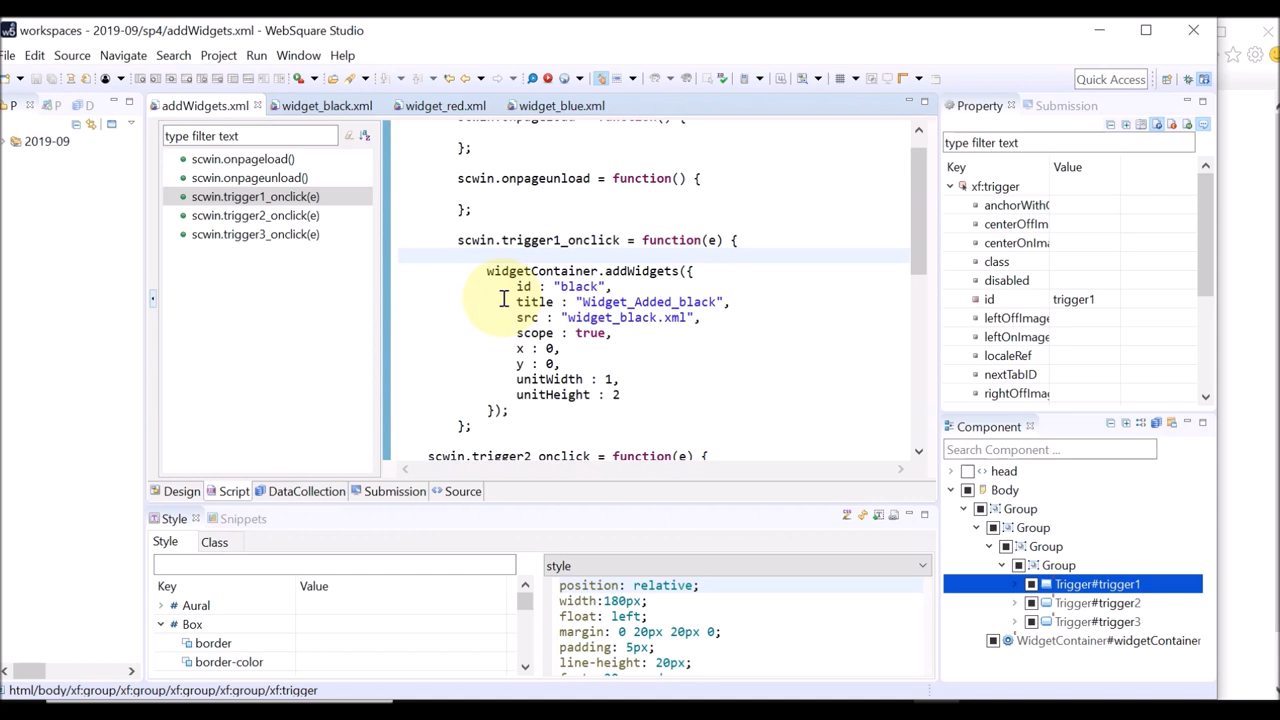 workspaces - 2019-09/sp4/addWidgets.xml - WebSquare Studio
File Edit Source Navigate Search Project Run Window Help
Quick Access
P P D
addWidgets.xml widget_black.xml widget_red.xml widget_blue.xml
Property Submission
2019-09
type filter text
scwin.onpageload()
scwin.onpageunload()
scwin.trigger1_onclick(e)
scwin.trigger2_onclick(e)
scwin.trigger3_onclick(e)
scwin.onpageload = function() {
};
scwin.onpageunload = function() {
};
scwin.trigger1_onclick = function(e) {
widgetContainer.addWidgets({
id : "black",
title : "Widget_Added_black",
src : "widget_black.xml",
scope : true,
x : 0,
y : 0,
unitWidth : 1,
unitHeight : 2
});
};
scwin.trigger2_onclick = function(e) {
Design Script DataCollection Submission Source
type filter text
Key Value
xf:trigger
anchorWithG
centerOffIm
centerOnIma
class
disabled
id trigger1
leftOffImage
leftOnImage
localeRef
nextTabID
rightOffIma
Component
Search Component
head
Body
Group
Group
Group
Group
Trigger#trigger1
Trigger#trigger2
Trigger#trigger3
WidgetContainer#widgetContainer
Style Snippets
Style Class
Key Value
Aural
Box
border
border-color
style
position: relative;
width:180px;
float: left;
margin: 0 20px 20px 0;
padding: 5px;
line-height: 20px;
html/body/xf:group/xf:group/xf:group/xf:group/xf:trigger